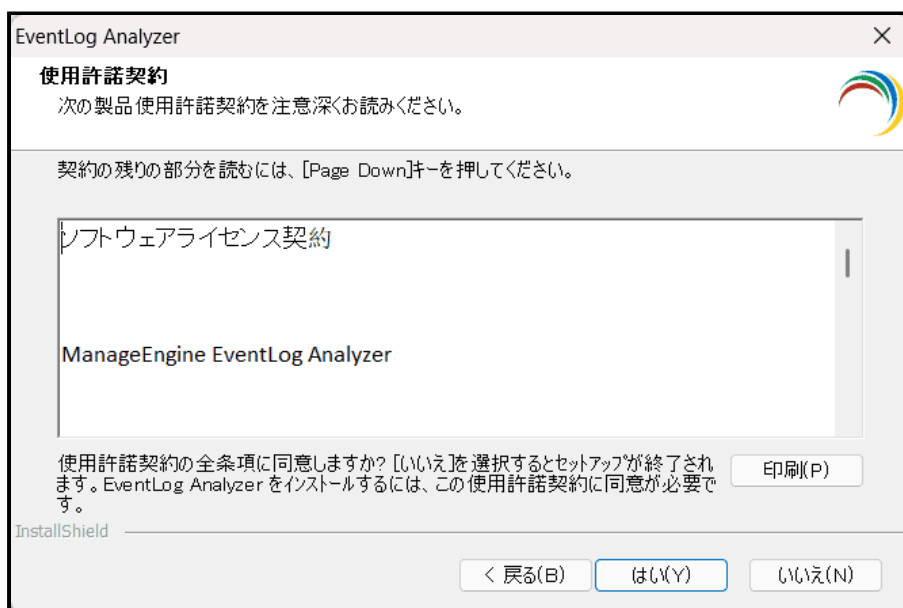 EventLog Analyzer
使用許諾契約
次の製品使用許諾契約を注意深くお読みください。
契約の残りの部分を読むには、[Page Down]キーを押してください。
ソフトウェアライセンス契約
ManageEngine EventLog Analyzer
使用許諾契約の全条項に同意しますか? [いいえ]を選択するとセットアップが終了され
ます。EventLog Analyzer をインストールするには、この使用許諾契約に同意が必要で
す。
印刷(P)
InstallShield
< 戻る(B)
はい(Y)
いいえ(N)